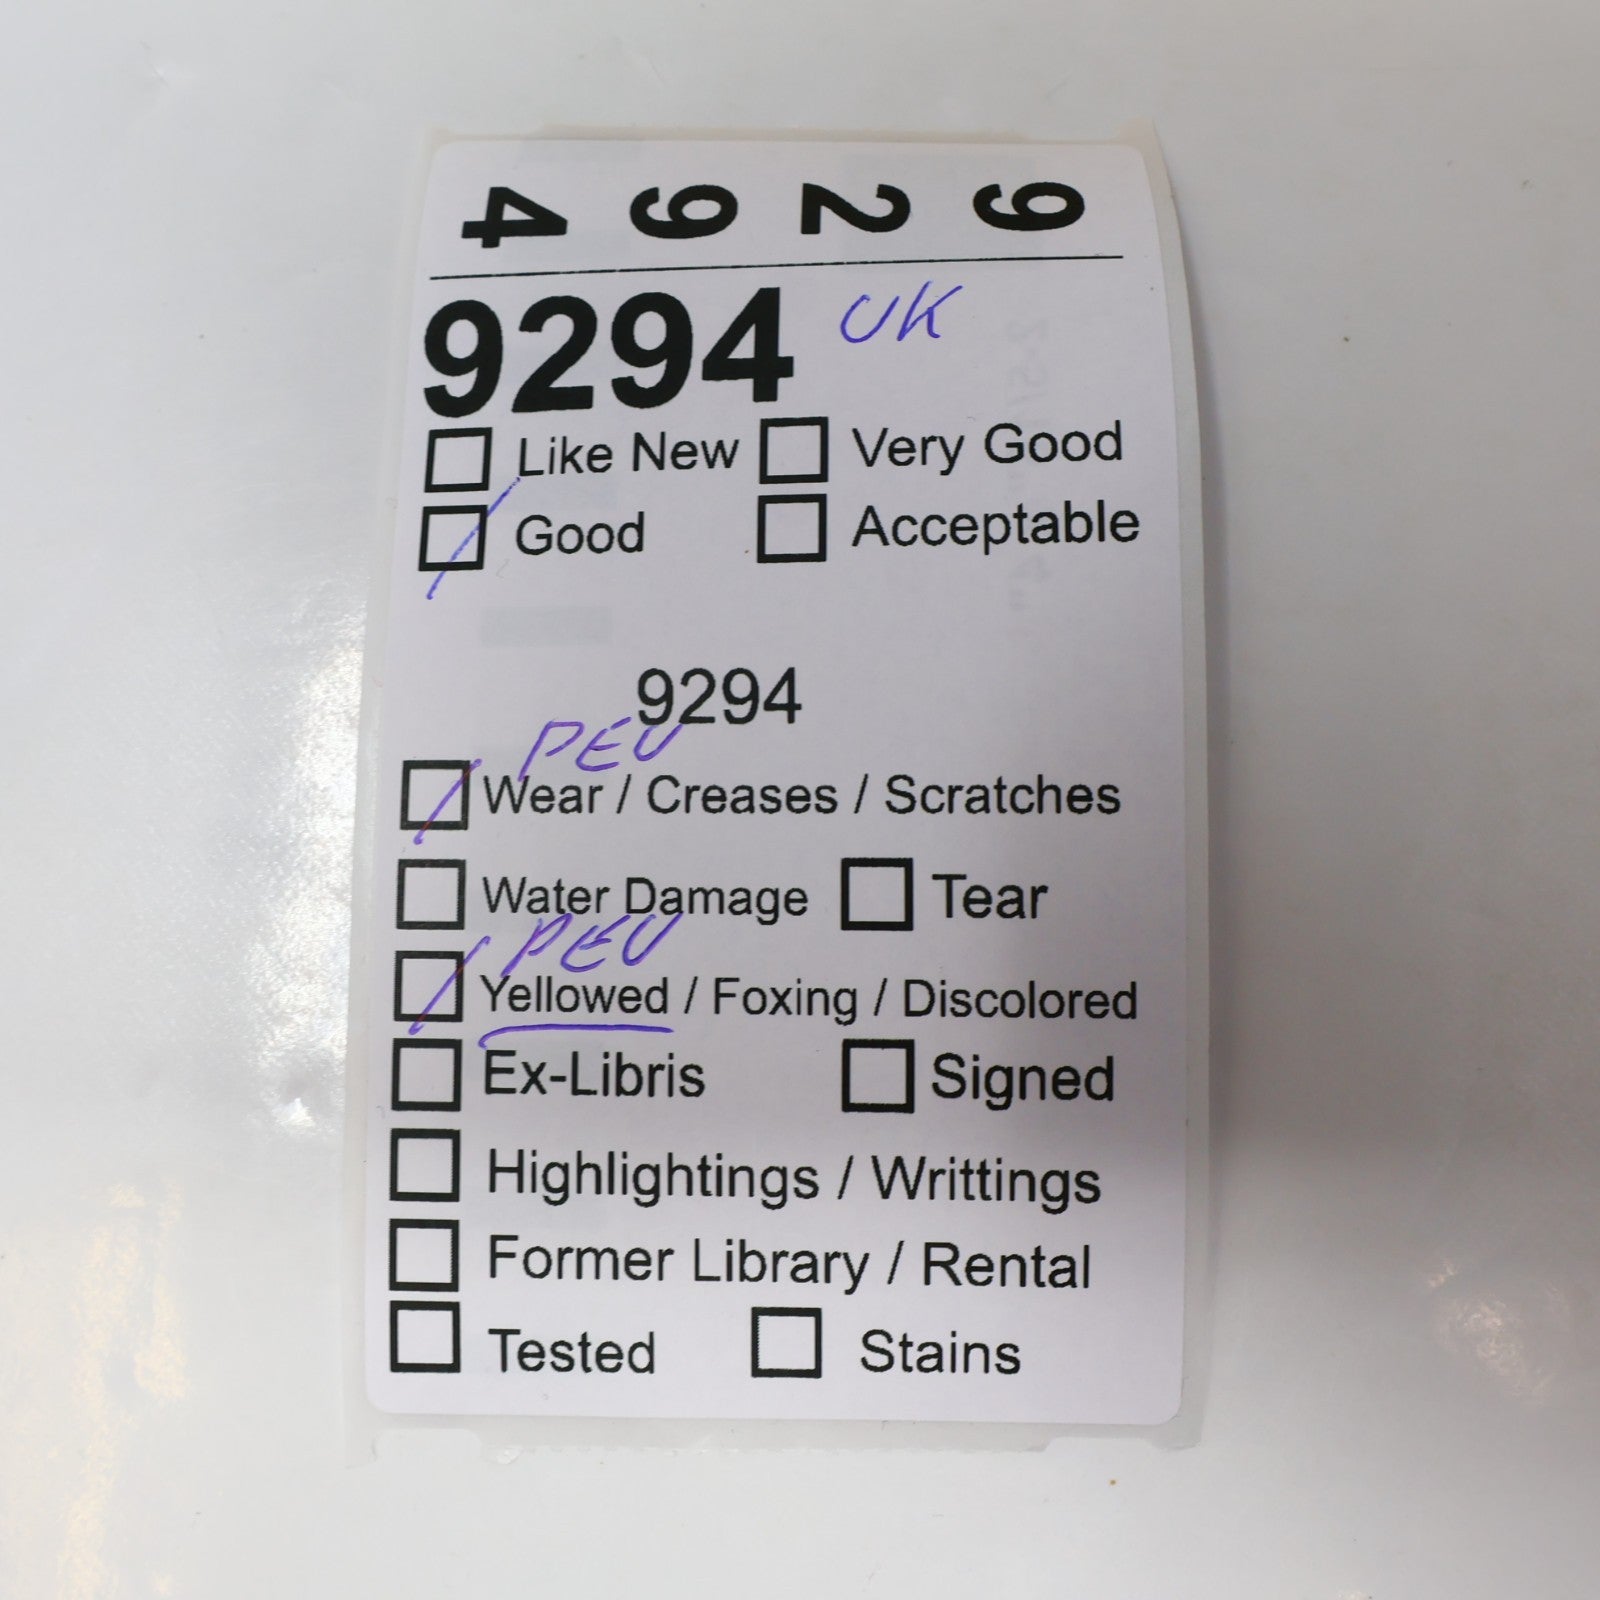 4 9 2 9
9294 UK
Like New Very Good
Good Acceptable
9294
PEU
Wear / Creases / Scratches
Water Damage Tear
PEU
Yellowed / Foxing / Discolored
Ex-Libris Signed
Highlightings / Writtings
Former Library / Rental
Tested Stains